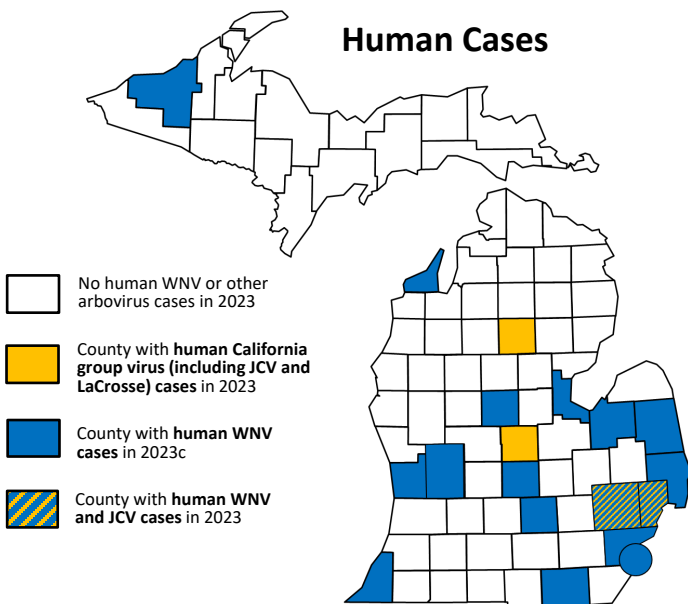 Human Cases
No human WNV or other
arbovirus cases in 2023
County with human California
group virus (including JCV and
LaCrosse) cases in 2023
County with human WNV
cases in 2023c
County with human WNV
and JCV cases in 2023